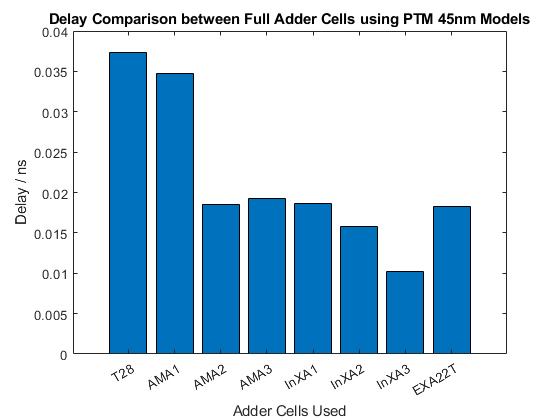 Delay Comparison between Full Adder Cells using PTM 45nm Models
0.04
0.035
0.03
0.025
0.02
0.015
0.01
0.005
0
Delay / ns
T28
AMA1
AMA2
AMA3
InXA1
InXA2
InXA3
EXA22T
Adder Cells Used